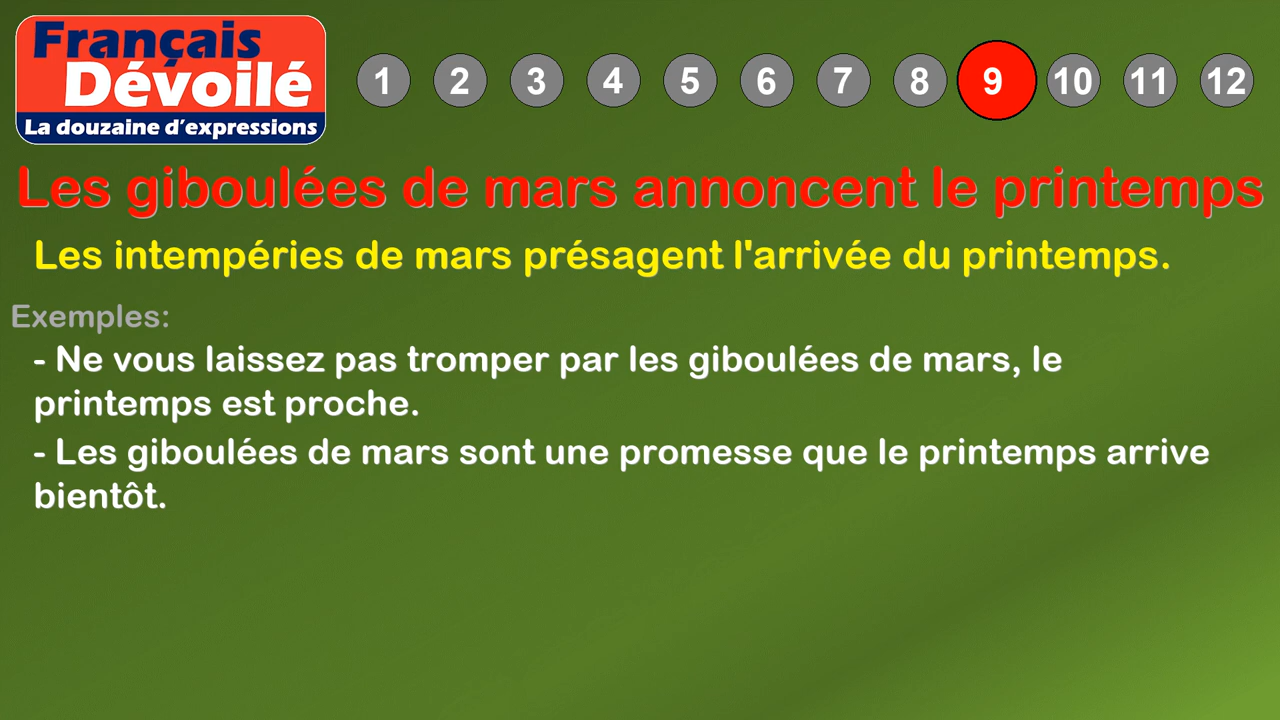 Français
Dévoilé
La douzaine d'expressions
1 2 3 4 5 6 7 8 9 10 11 12
Les giboulées de mars annoncent le printemps
Les intempéries de mars présagent l'arrivée du printemps.
Exemples:
- Ne vous laissez pas tromper par les giboulées de mars, le
printemps est proche.
- Les giboulées de mars sont une promesse que le printemps arrive
bientôt.